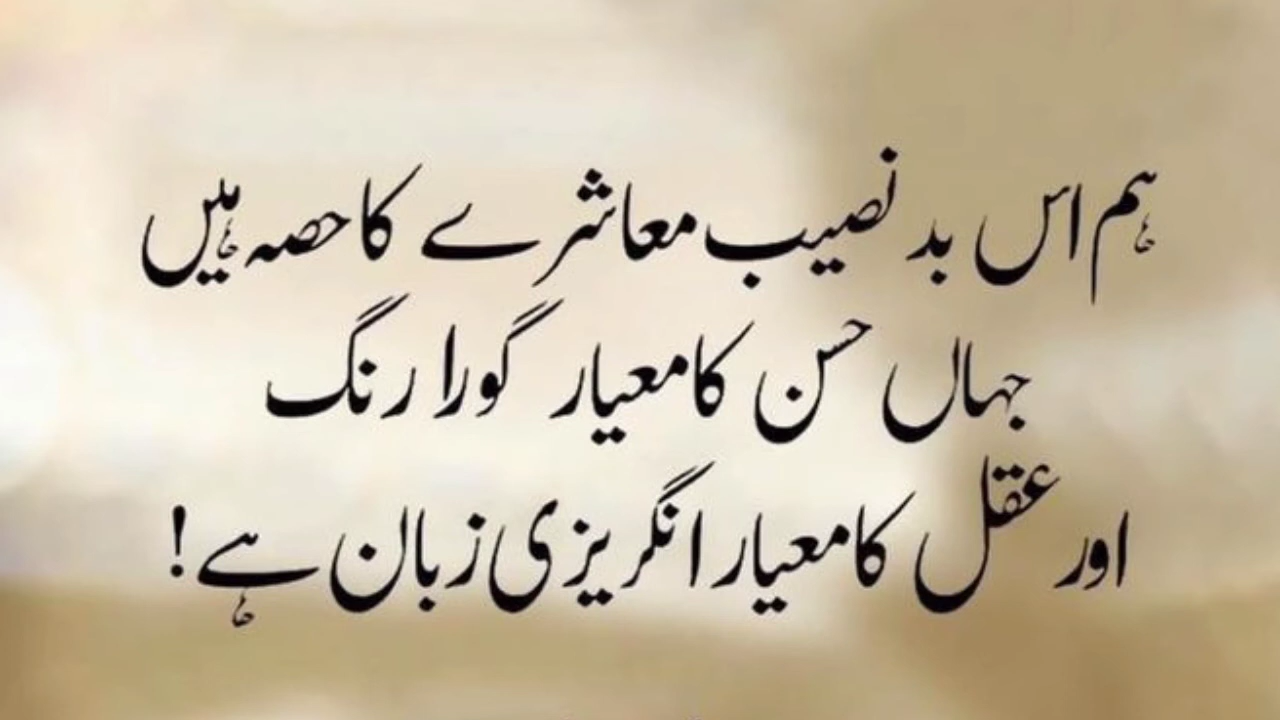 ہم اس بد نصیب معاشرے کا حصہ ہیں
جہاں حسن کا معیار گورا رنگ
اور عقل کا معیار انگریزی زبان ہے!